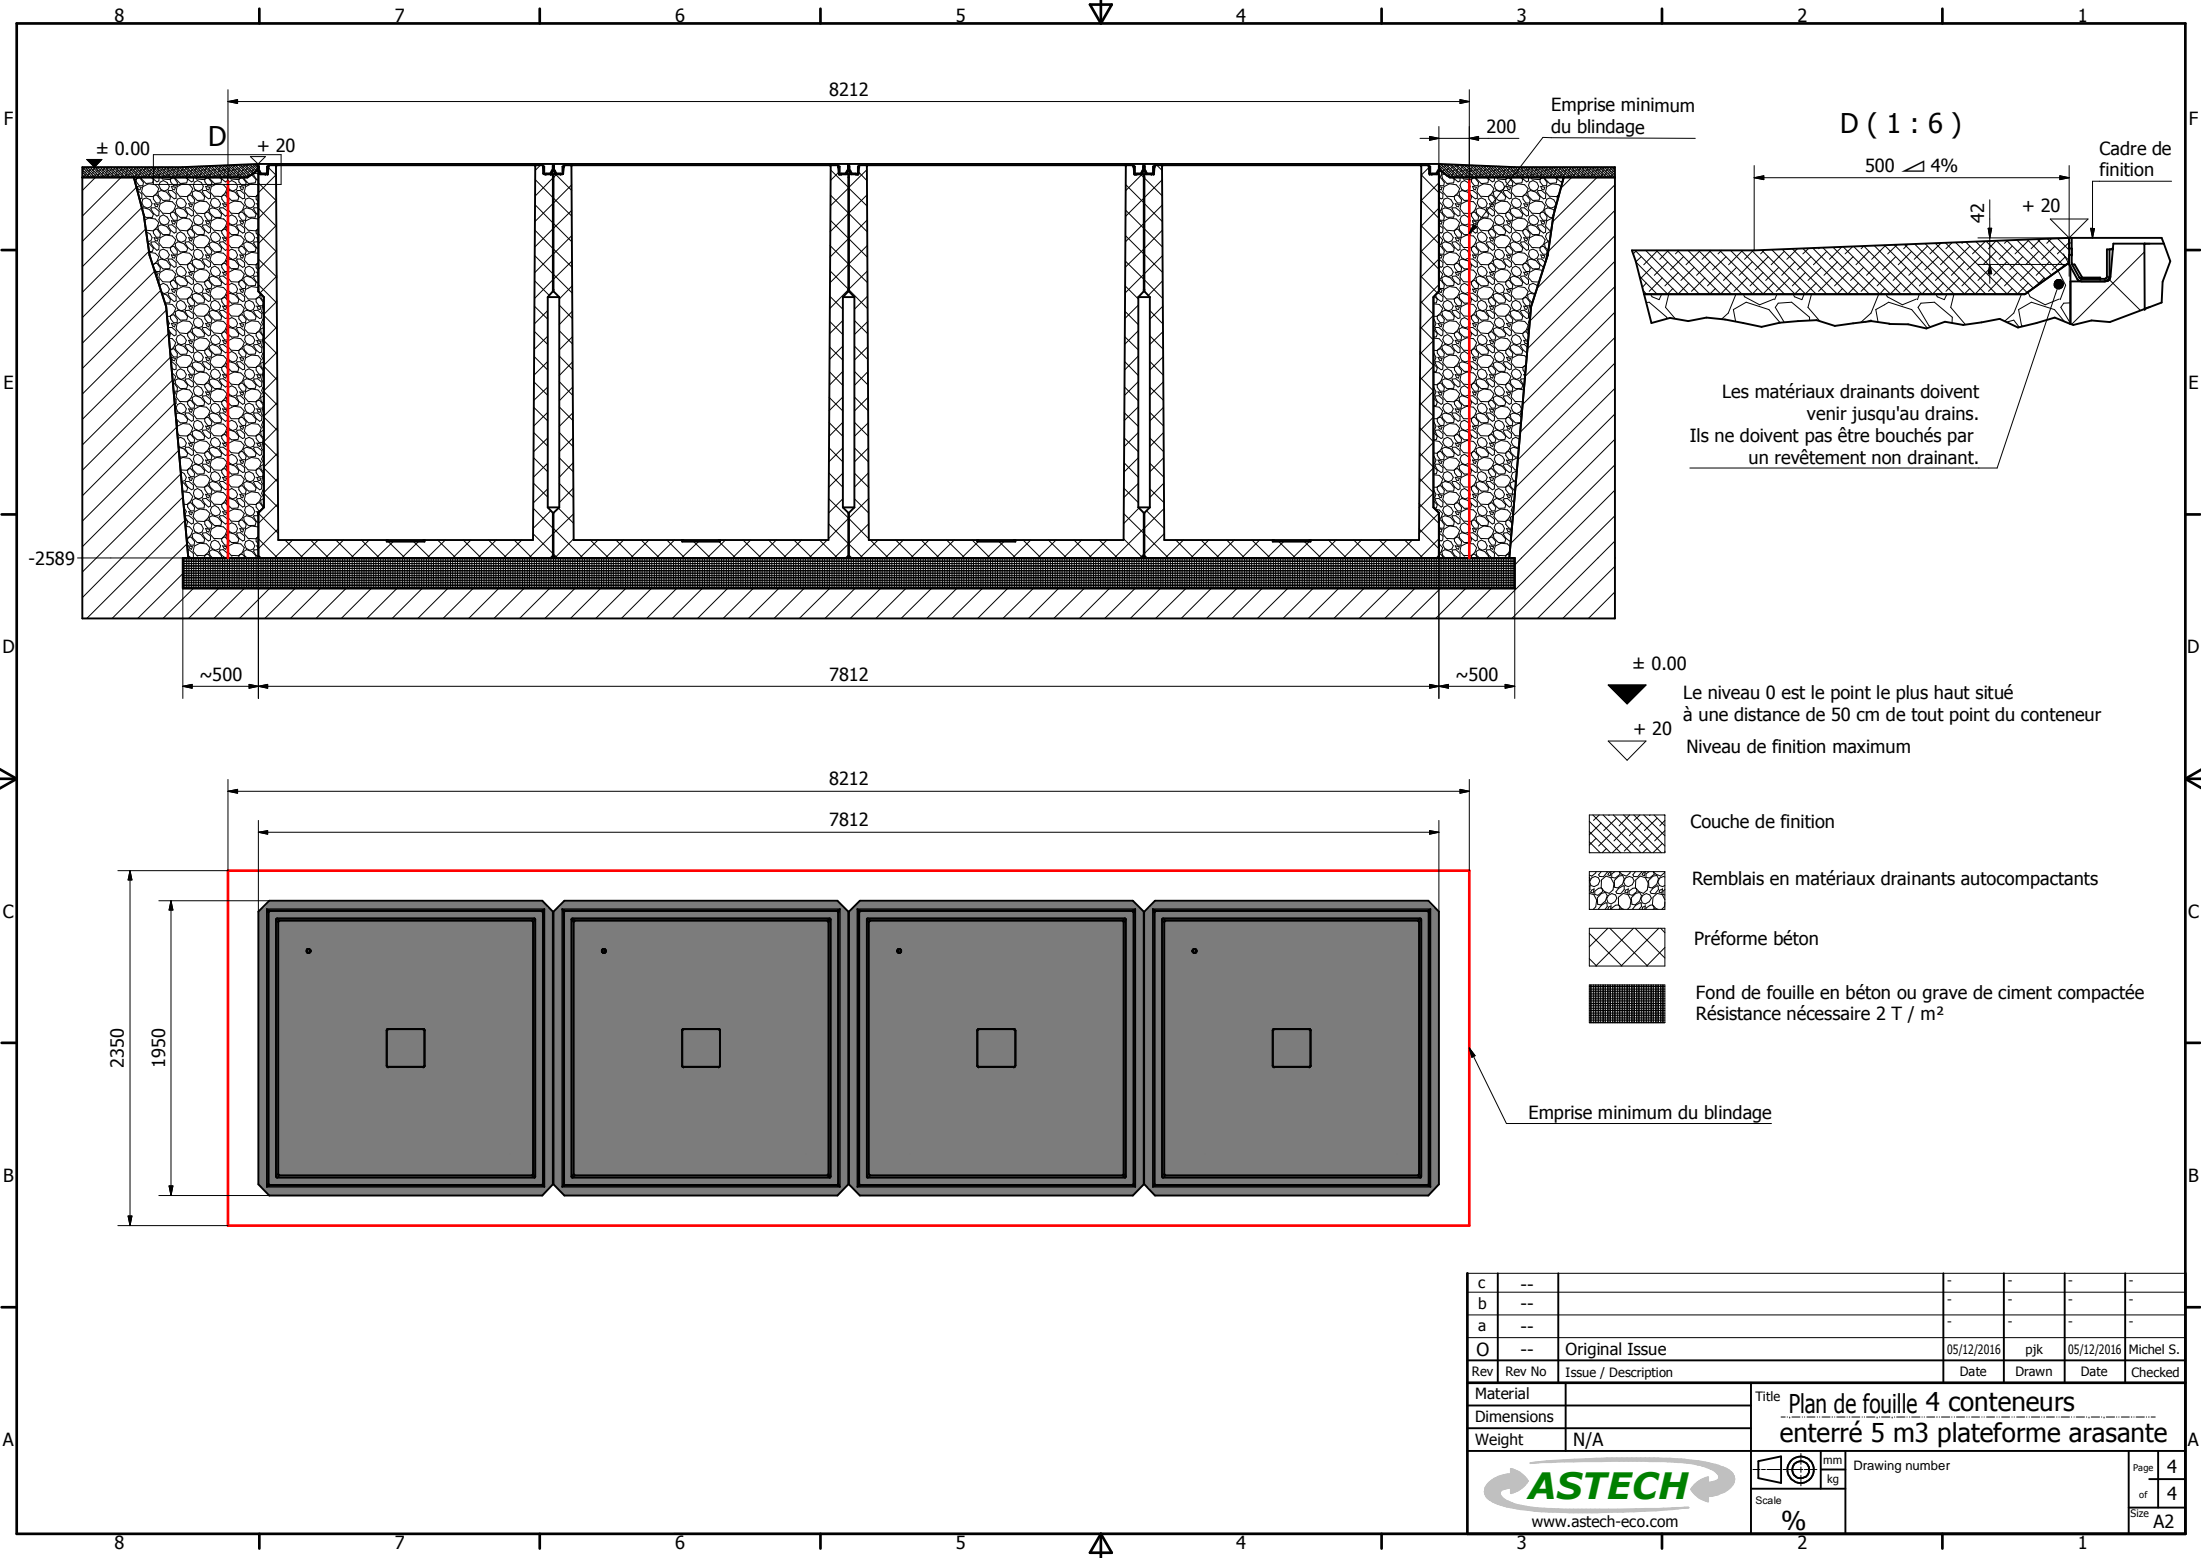 8 7 6 5 4 3 2 1
F
E
D
C
B
A
F
E
D
C
B
A
8212
D
± 0.00
+ 20
200
Emprise minimum
du blindage
-2589
~500
7812
~500
D ( 1 : 6 )
500 ⊿ 4%
Cadre de
finition
42
+ 20
Les matériaux drainants doivent
venir jusqu'au drains.
Ils ne doivent pas être bouchés par
un revêtement non drainant.
± 0.00
Le niveau 0 est le point le plus haut situé
à une distance de 50 cm de tout point du conteneur
+ 20
Niveau de finition maximum
8212
7812
2350
1950
Couche de finition
Remblais en matériaux drainants autocompactants
Préforme béton
Fond de fouille en béton ou grave de ciment compactée
Résistance nécessaire 2 T / m²
Emprise minimum du blindage
c -- - - - -
b -- - - - -
a -- - - - -
O -- Original Issue 05/12/2016 pjk 05/12/2016 Michel S.
Rev Rev No Issue / Description Date Drawn Date Checked
Material
Dimensions
Weight N/A
Title Plan de fouille 4 conteneurs
enterré 5 m3 plateforme arasante
ASTECH
www.astech-eco.com
mm
kg
Scale
%
Drawing number
Page 4
of 4
Size A2
8 7 6 5 4 3 2 1